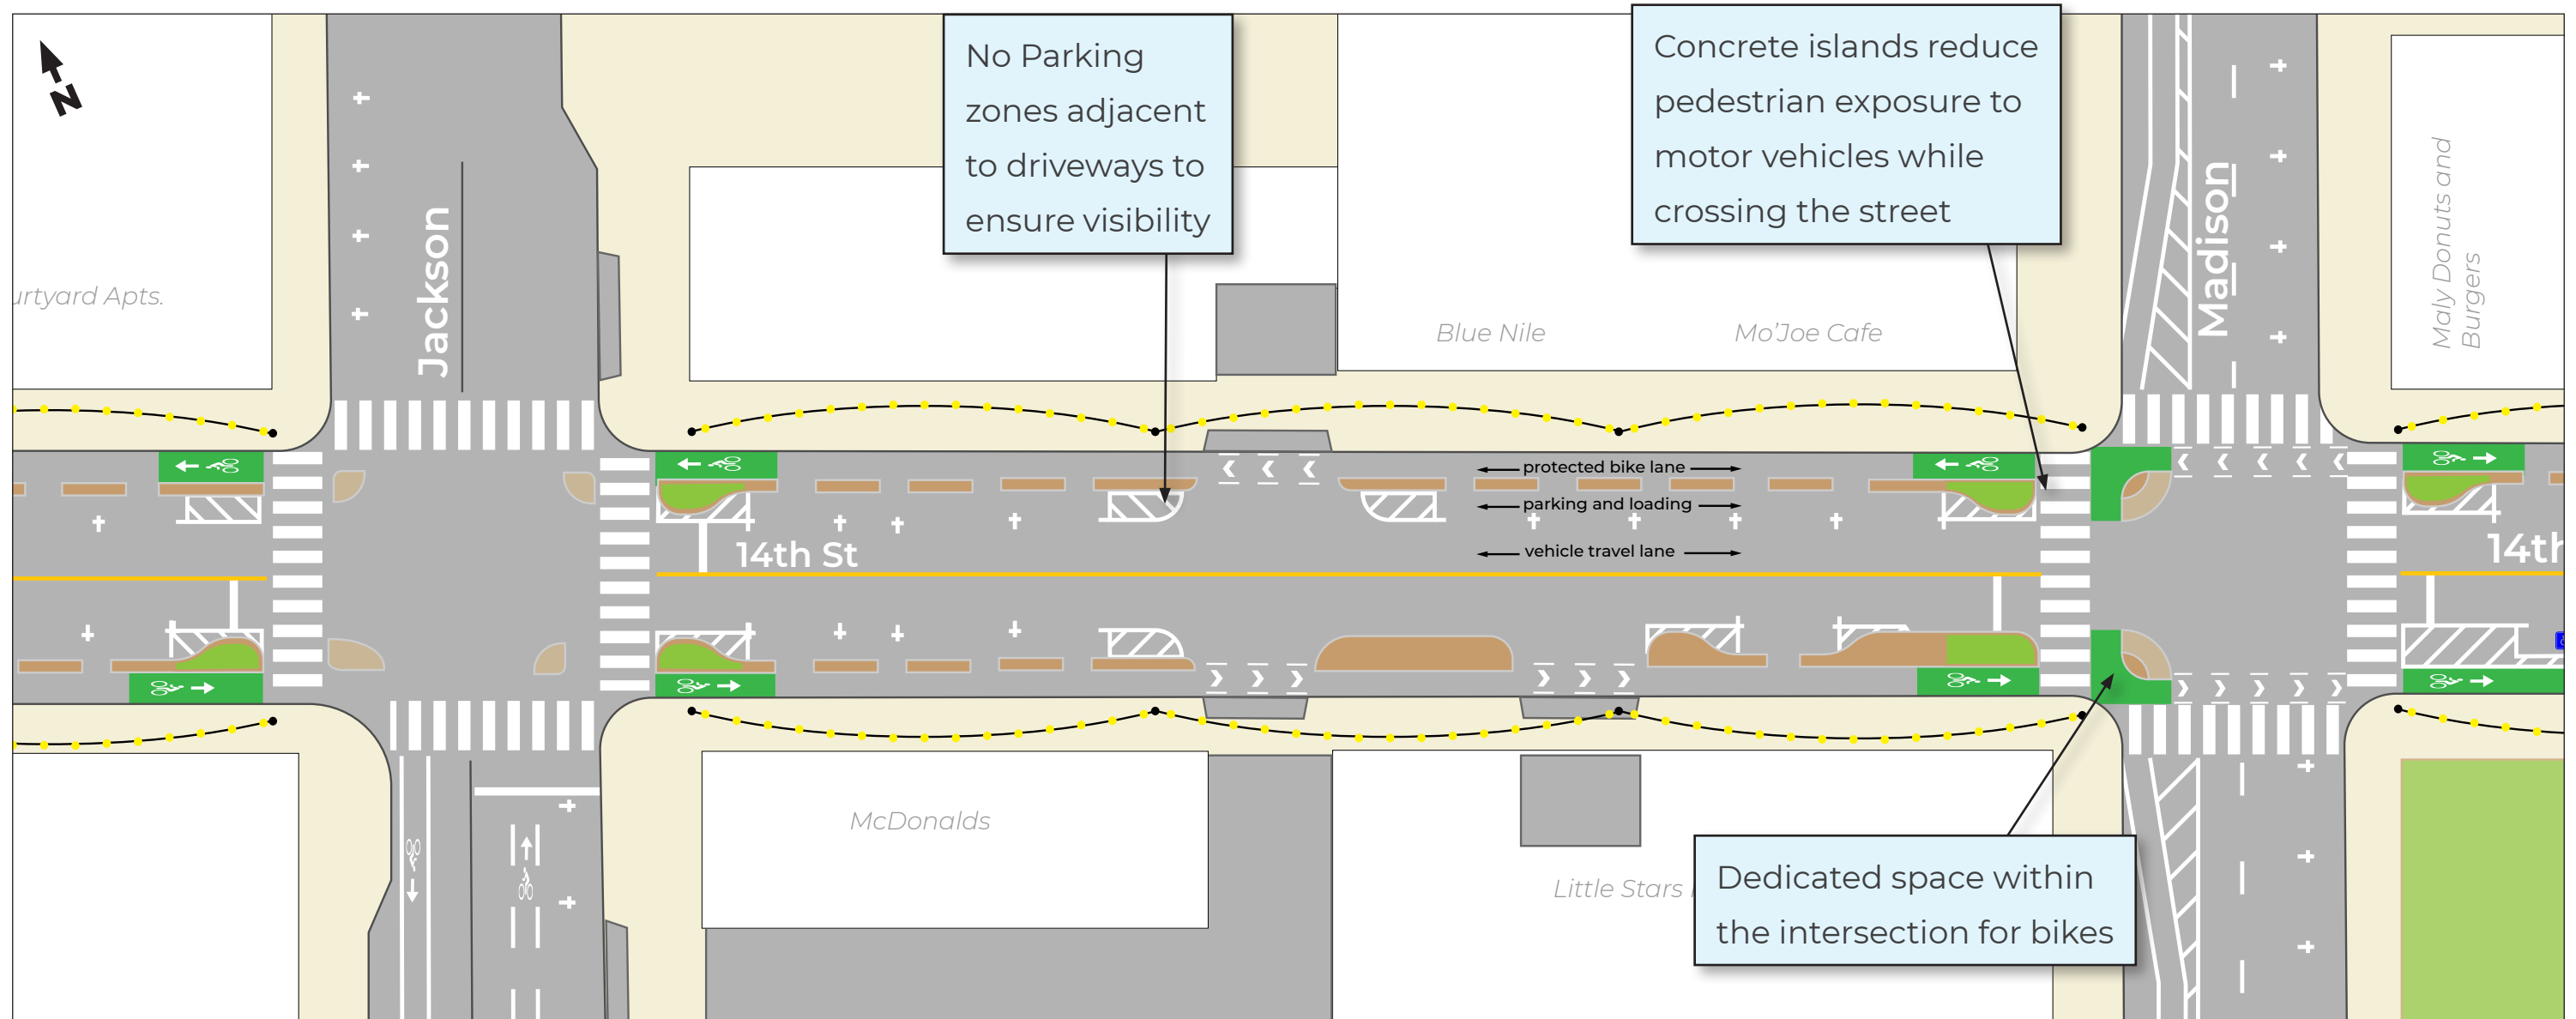 N
No Parking
zones adjacent
to driveways to
ensure visibility
Concrete islands reduce
pedestrian exposure to
motor vehicles while
crossing the street
Jackson
Madison
Maly Donuts and
Burgers
Apts.
Blue Nile
Mo'Joe Cafe
protected bike lane
parking and loading
vehicle travel lane
14th St
14th
McDonalds
Little Stars
Dedicated space within
the intersection for bikes